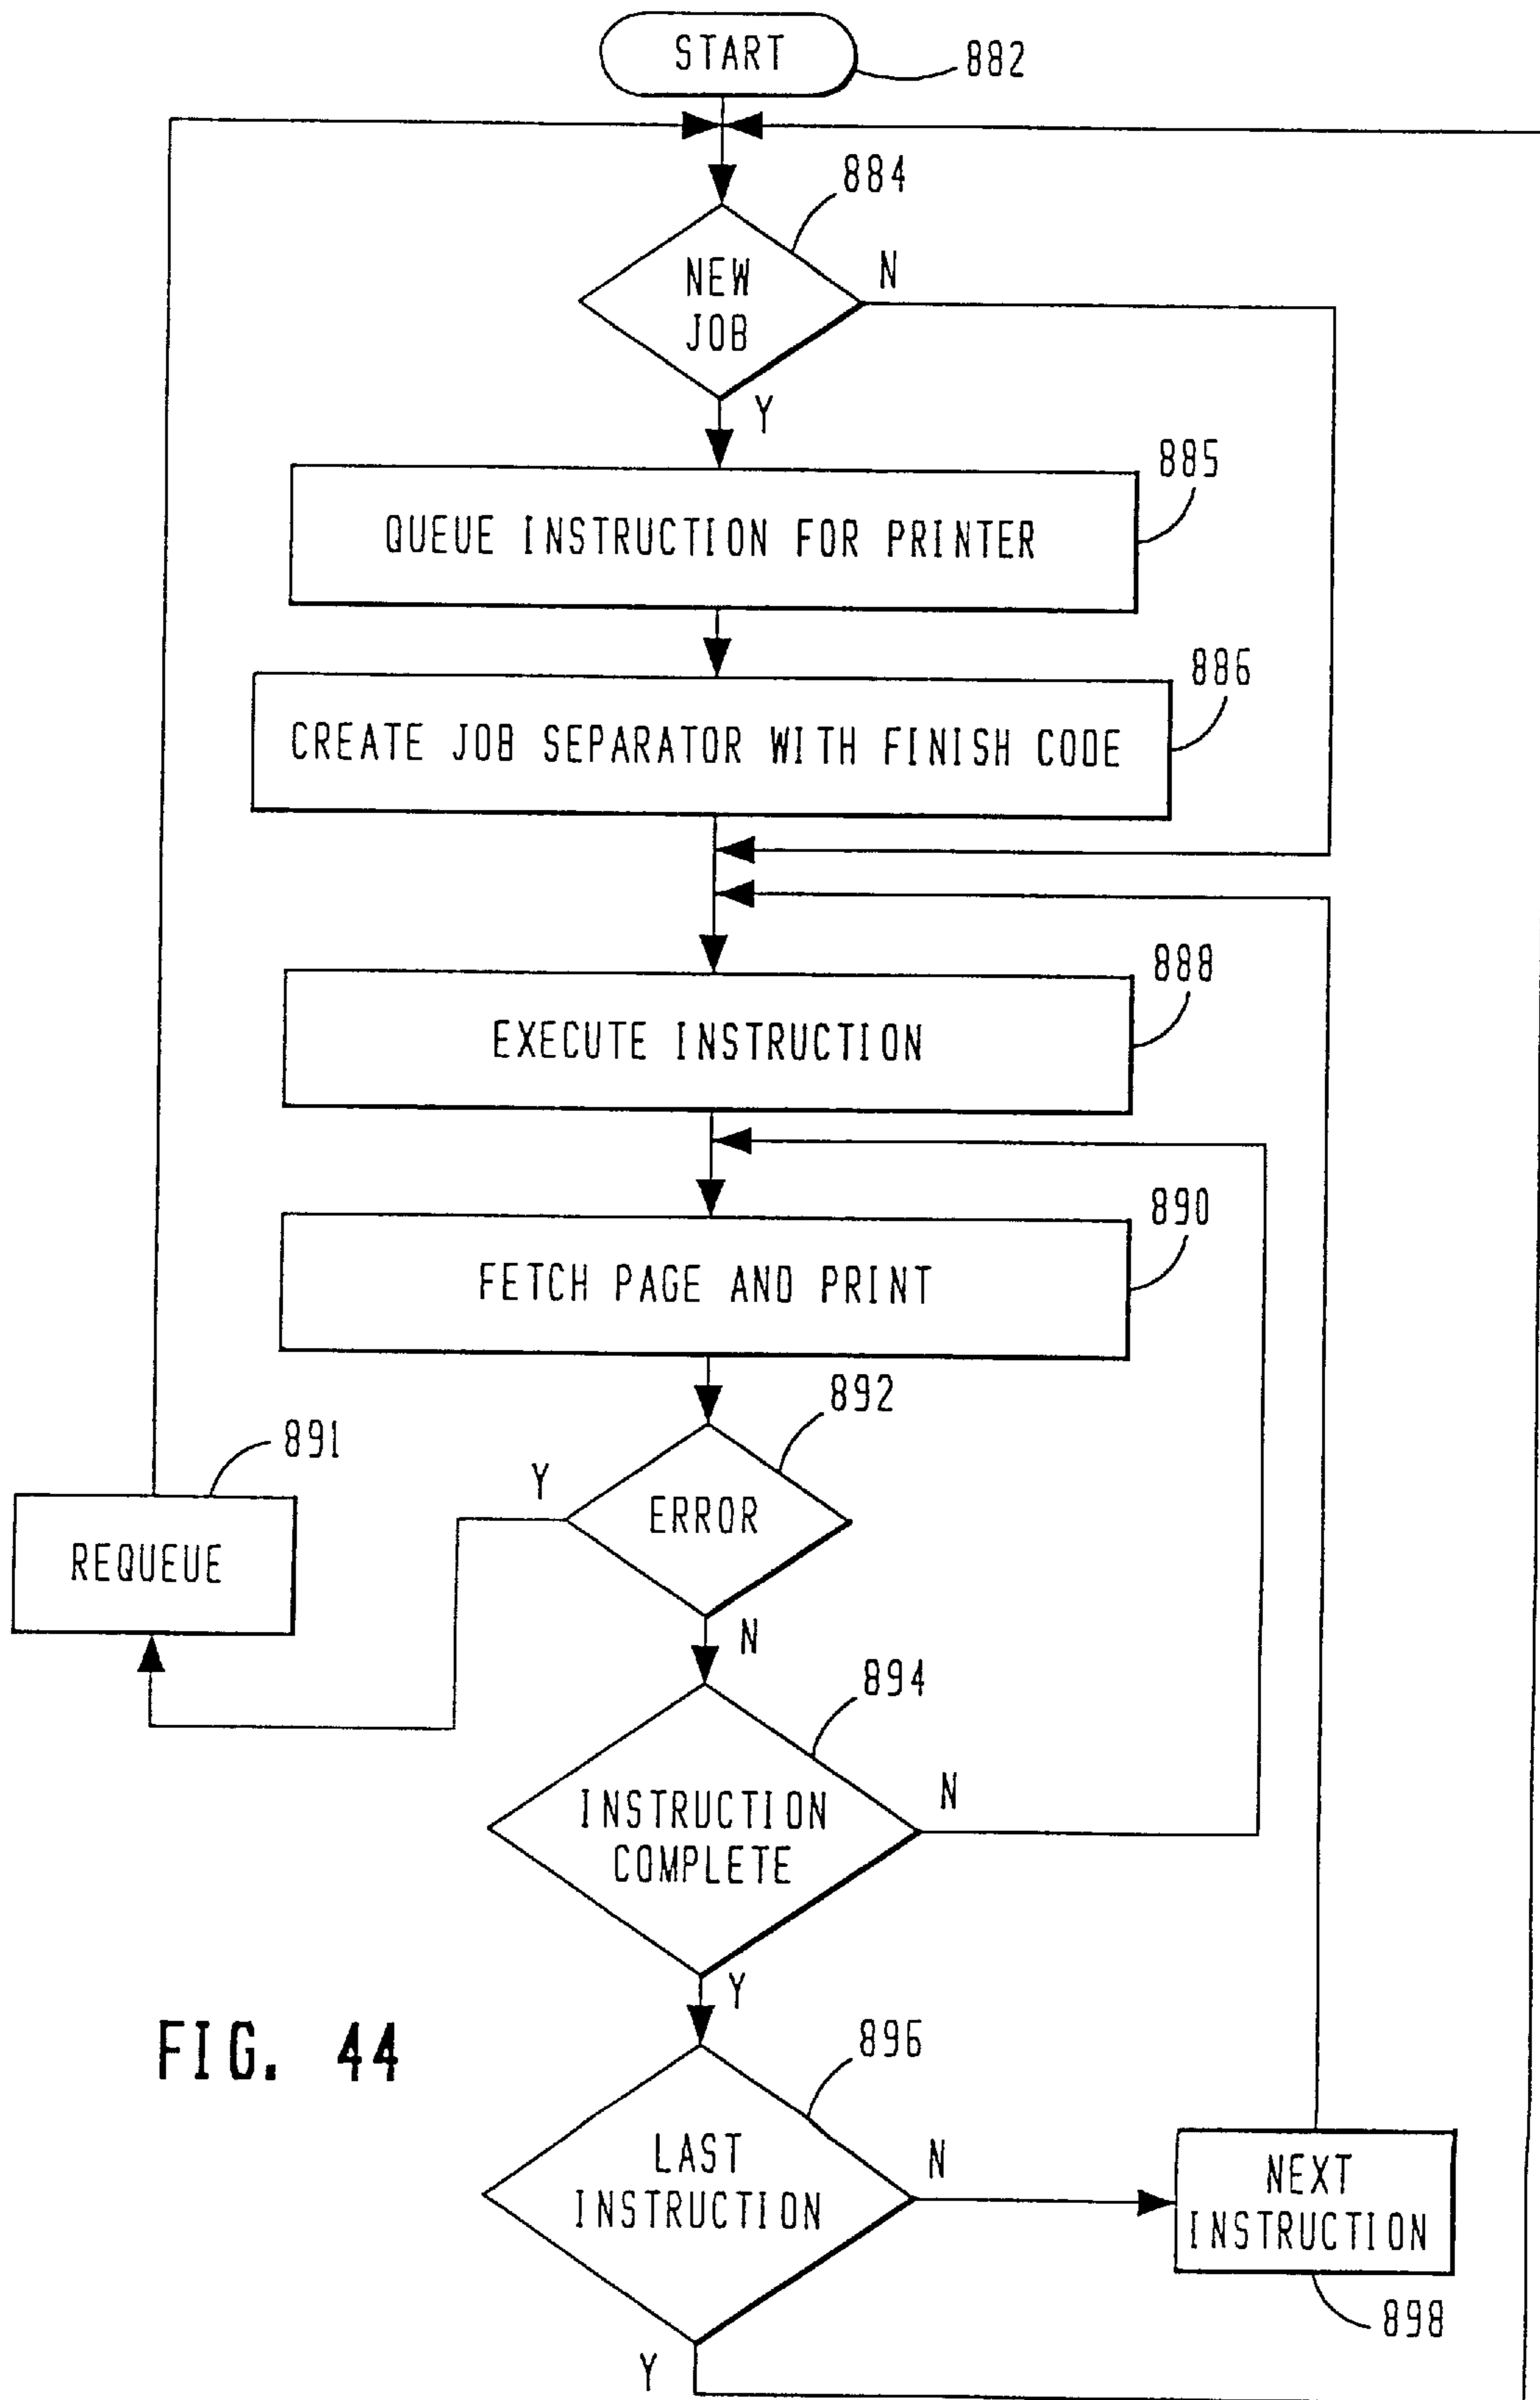 START
882
884
NEW
JOB
N
Y
885
QUEUE INSTRUCTION FOR PRINTER
886
CREATE JOB SEPARATOR WITH FINISH CODE
888
EXECUTE INSTRUCTION
890
FETCH PAGE AND PRINT
892
891
Y
ERROR
REQUEUE
N
894
INSTRUCTION
COMPLETE
N
Y
FIG. 44
896
LAST
INSTRUCTION
N
NEXT
INSTRUCTION
898
Y